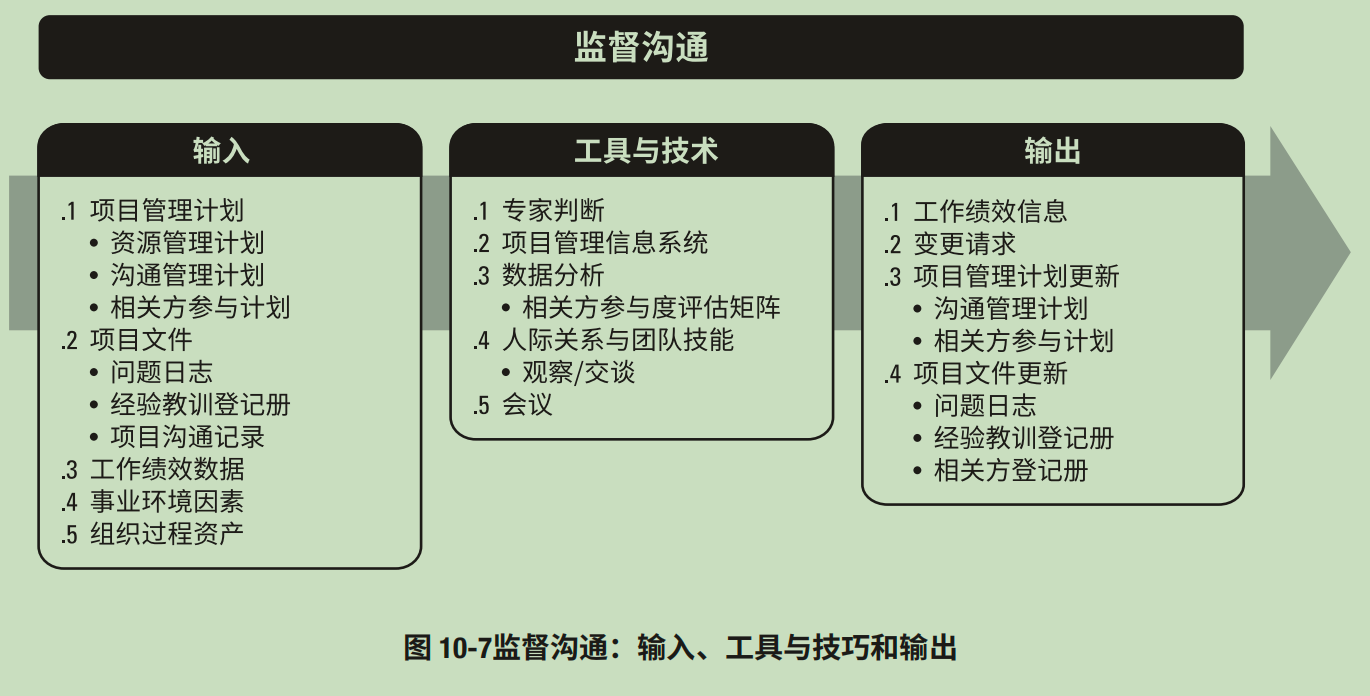 监督沟通
输入
.1 项目管理计划
• 资源管理计划
• 沟通管理计划
• 相关方参与计划
.2 项目文件
• 问题日志
• 经验教训登记册
• 项目沟通记录
.3 工作绩效数据
.4 事业环境因素
.5 组织过程资产
工具与技术
.1 专家判断
.2 项目管理信息系统
.3 数据分析
• 相关方参与度评估矩阵
.4 人际关系与团队技能
• 观察/交谈
.5 会议
输出
.1 工作绩效信息
.2 变更请求
.3 项目管理计划更新
• 沟通管理计划
• 相关方参与计划
.4 项目文件更新
• 问题日志
• 经验教训登记册
• 相关方登记册
图 10-7监督沟通：输入、工具与技巧和输出